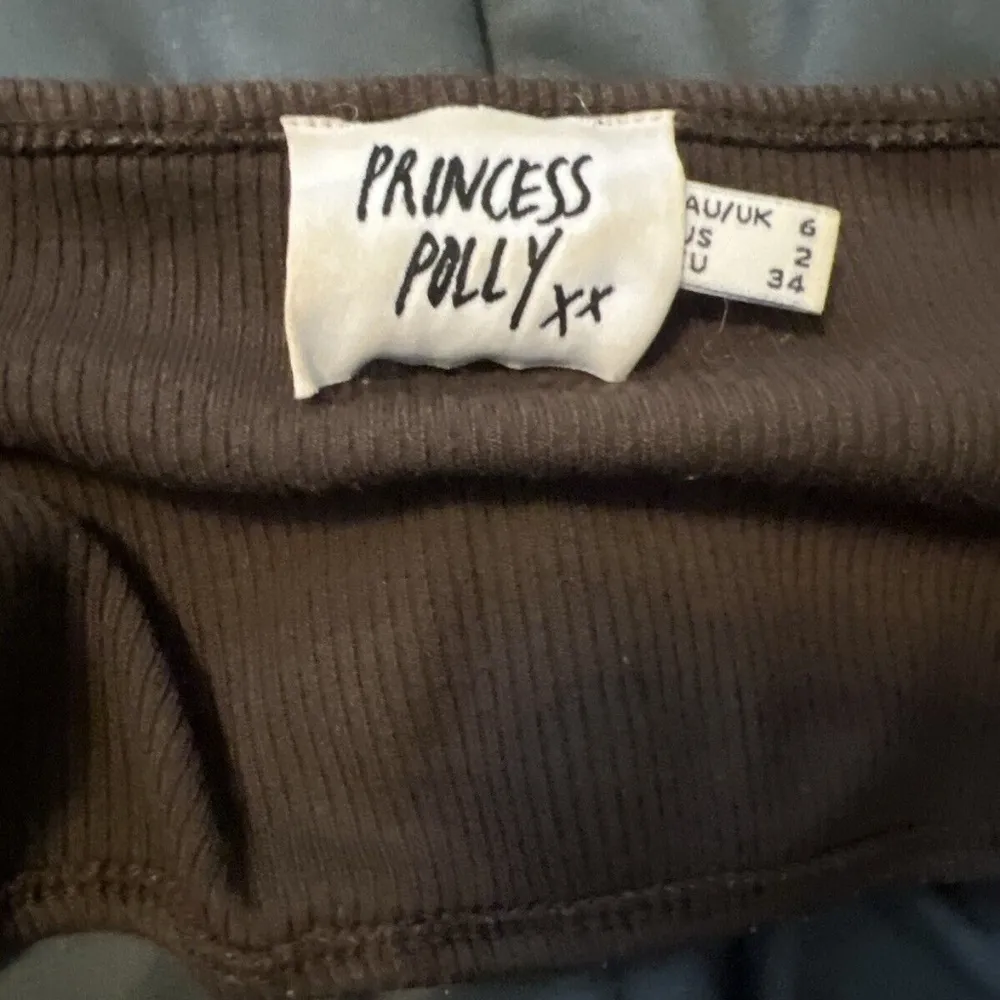 PRINCESS
POLLY xx
AU/UK 6
US 2
U 34